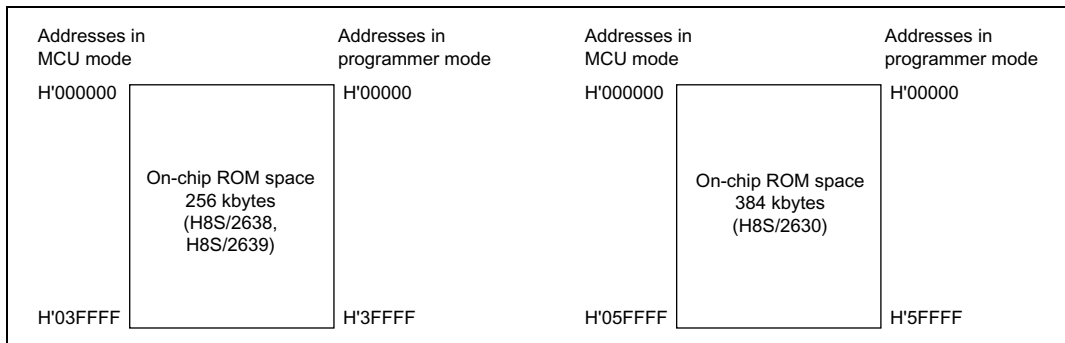 Addresses in
MCU mode
Addresses in
programmer mode
H'000000
H'00000
On-chip ROM space
256 kbytes
(H8S/2638,
H8S/2639)
H'03FFFF
H'3FFFF
Addresses in
MCU mode
Addresses in
programmer mode
H'000000
H'00000
On-chip ROM space
384 kbytes
(H8S/2630)
H'05FFFF
H'5FFFF